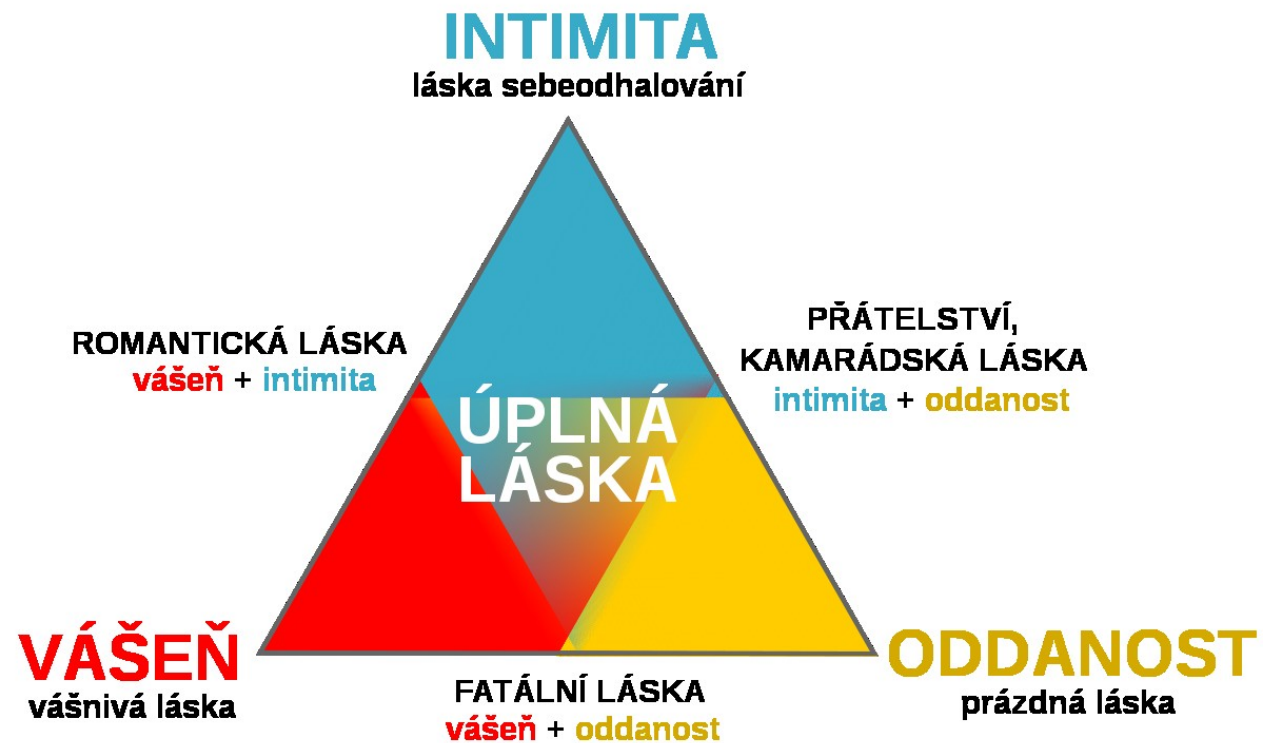 INTIMITA
láska sebeodhalování
ROMANTICKÁ LÁSKA
vášeň + intimita
PŘÁTELSTVÍ,
KAMARÁDSKÁ LÁSKA
intimita + oddanost
ÚPLNÁ
LÁSKA
VÁŠEŇ
vášnivá láska
FATÁLNÍ LÁSKA
vášeň + oddanost
ODDANOST
prázdná láska